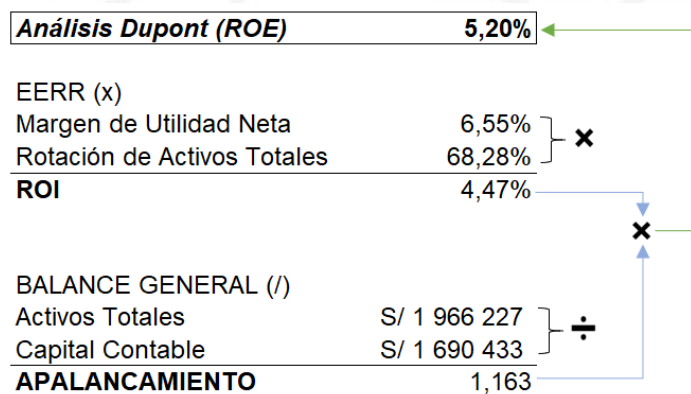 Análisis Dupont (ROE) 5,20%
EERR (x)
Margen de Utilidad Neta 6,55%
Rotación de Activos Totales 68,28%
ROI 4,47%
BALANCE GENERAL (/)
Activos Totales S/ 1 966 227
Capital Contable S/ 1 690 433
APALANCAMIENTO 1,163